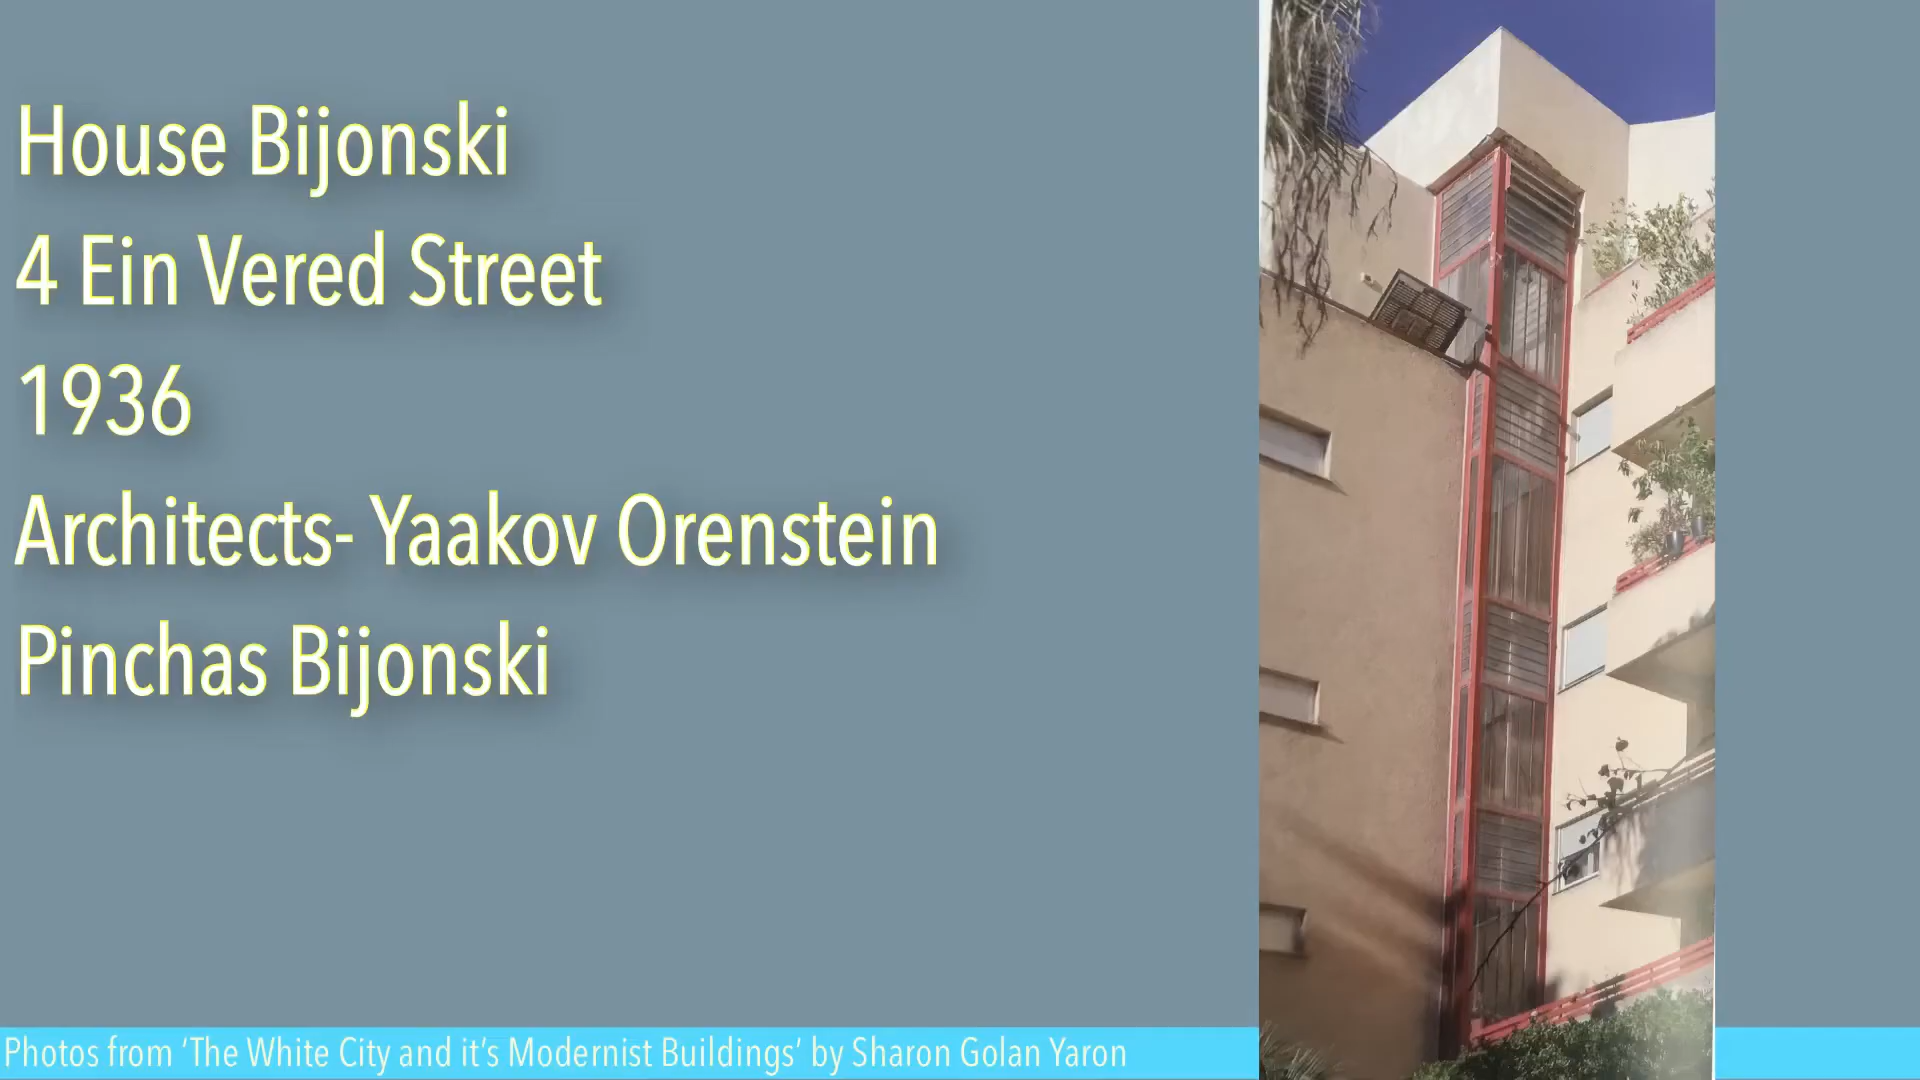 House Bijonski
4 Ein Vered Street
1936
Architects- Yaakov Orenstein
Pinchas Bijonski
Photos from ‘The White City and it’s Modernist Buildings’ by Sharon Golan Yaron